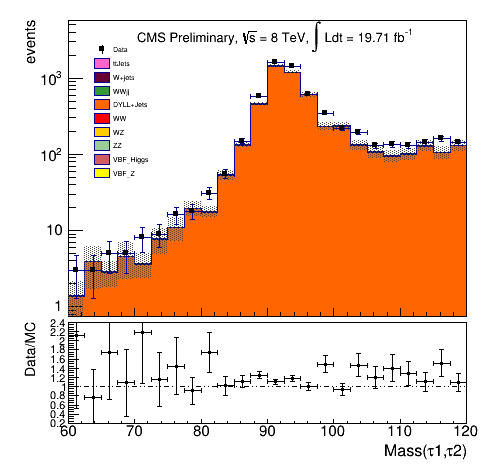 CMS Preliminary, √s = 8 TeV, ∫ Ldt = 19.71 fb⁻¹
events
Data
ttJets
W+jets
WWjj
DYLL+Jets
WW
WZ
ZZ
VBF_Higgs
VBF_Z
10³
10²
10
1
Data/MC
2.4
2.2
2
1.8
1.6
1.4
1.2
1
0.8
0.6
0.4
0.2
60 70 80 90 100 110 120
Mass(τ1,τ2)